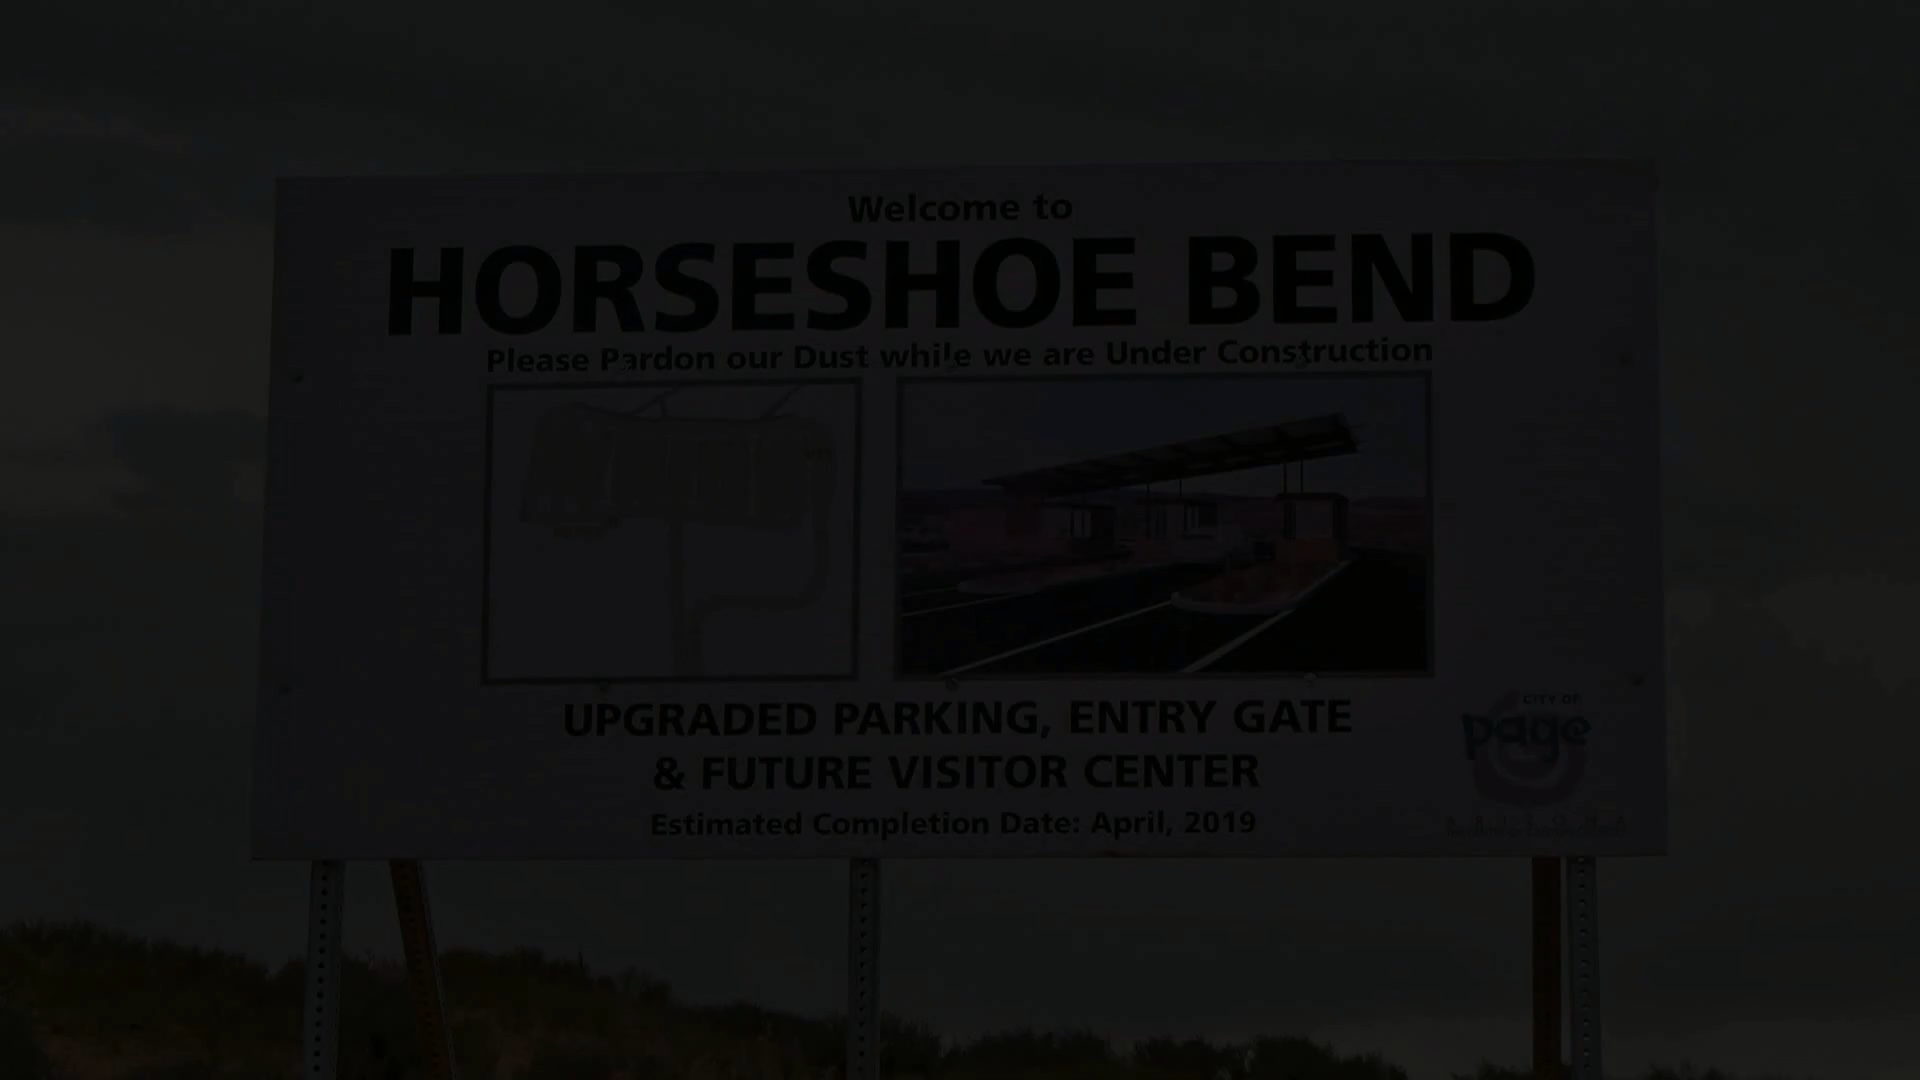 Welcome to
HORSESHOE BEND
Please Pardon our Dust while we are Under Construction
UPGRADED PARKING, ENTRY GATE
& FUTURE VISITOR CENTER
Estimated Completion Date: April, 2019
CITY OF
page
ARIZONA